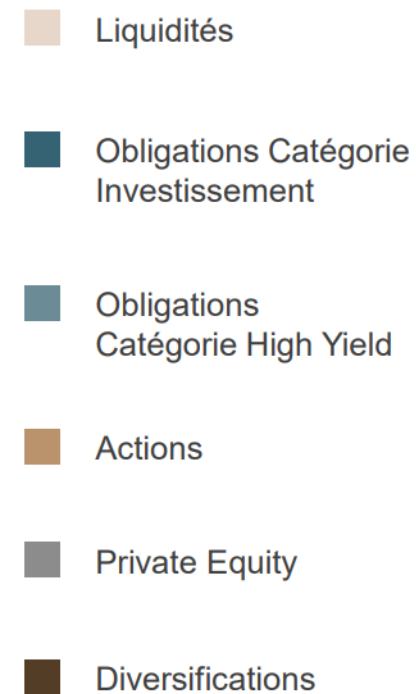 Liquidités
Obligations Catégorie
Investissement
Obligations
Catégorie High Yield
Actions
Private Equity
Diversifications